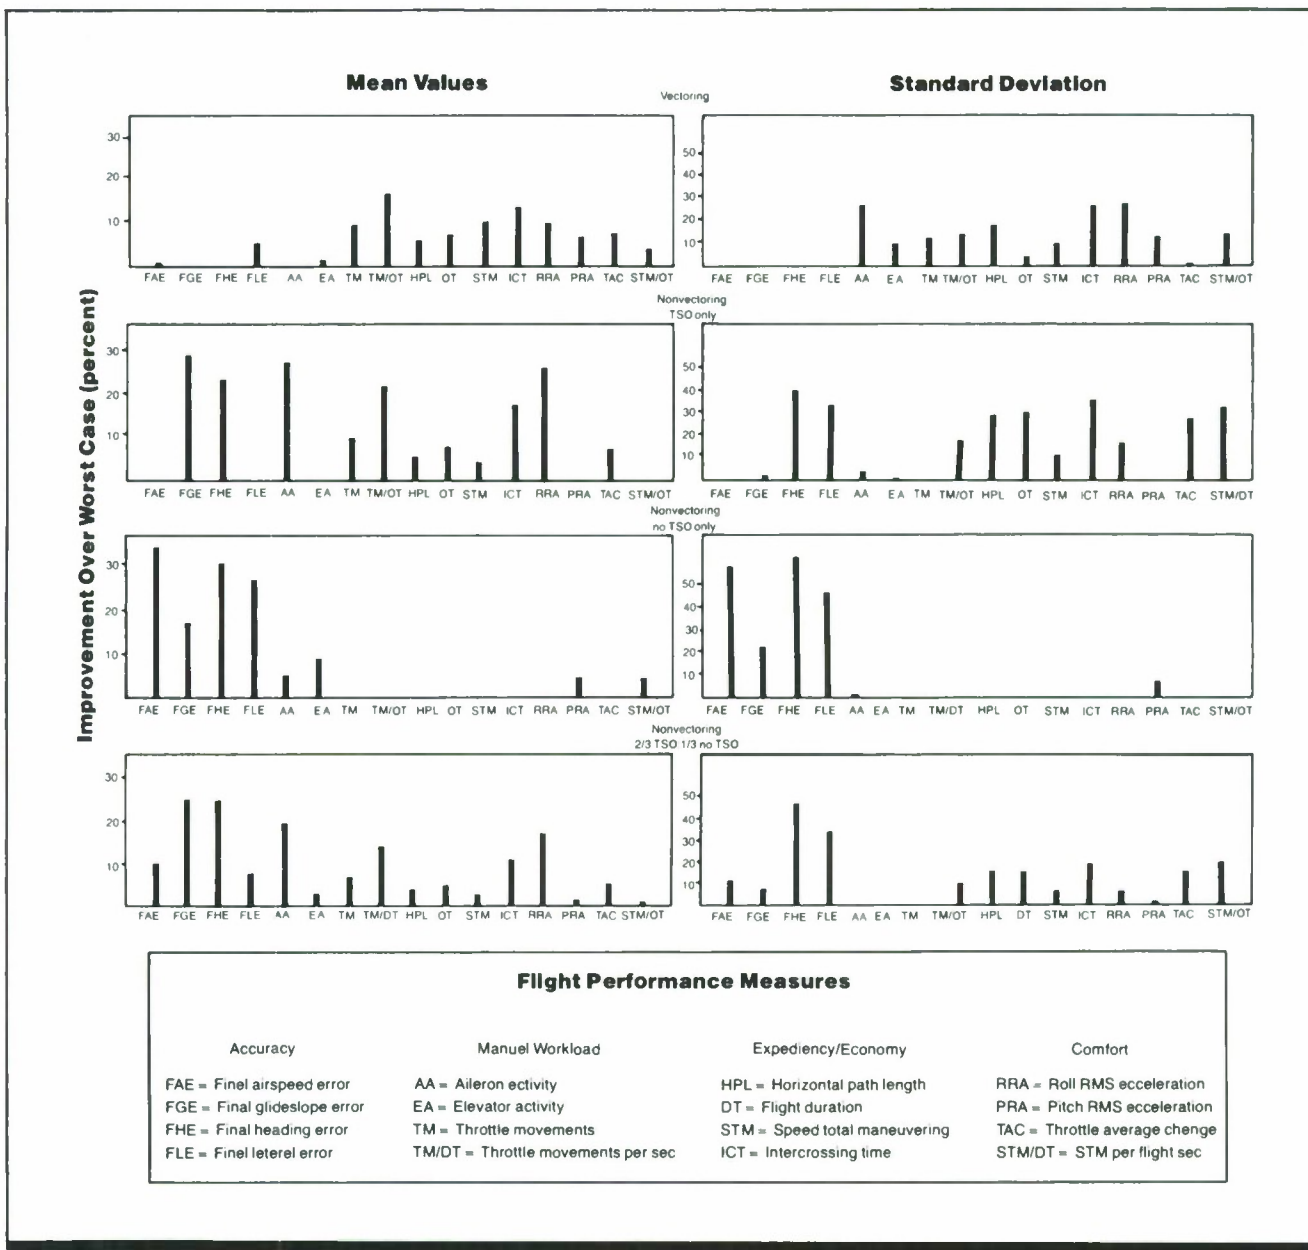 Mean Values
Standard Deviation
Vectoring
30
20
10
FAE FGE FHE FLE AA EA TM TM/OT HPL OT STM ICT RRA PRA TAC STM/OT
50
40
30
20
10
FAE FGE FHE FLE AA EA TM TM/OT HPL OT STM ICT RRA PRA TAC STM/OT
Nonvectoring
TSO only
30
20
10
FAE FGE FHE FLE AA EA TM TM/OT HPL OT STM ICT RRA PRA TAC STM/OT
50
40
30
20
10
FAE FGE FHE FLE AA EA TM TM/OT HPL OT STM ICT RRA PRA TAC STM/DT
Improvement Over Worst Case (percent)
Nonvectoring
no TSO only
30
20
10
FAE FGE FHE FLE AA EA TM TM/OT HPL OT STM ICT RRA PRA TAC STM/OT
50
40
30
20
10
FAE FGE FHE FLE AA EA TM TM/DT HPL OT STM ICT RRA PRA TAC STM/OT
Nonvectoring
2/3 TSO 1/3 no TSO
30
20
10
FAE FGE FHE FLE AA EA TM TM/DT HPL OT STM ICT RRA PRA TAC STM/OT
50
40
30
20
10
FAE FGE FHE FLE AA EA TM TM/OT HPL DT STM ICT RRA PRA TAC STM/OT
Flight Performance Measures
Accuracy
FAE = Finel airspeed error
FGE = Final glideslope error
FHE = Final heading error
FLE = Finel leterel error
Manuel Workload
AA = Aileron ectivity
EA = Elevator activity
TM = Throttle movements
TM/DT = Throttle movements per sec
Expediency/Economy
HPL = Horizontal path length
DT = Flight duration
STM = Speed total maneuvering
ICT = Intercrossing time
Comfort
RRA = Roll RMS ecceleration
PRA = Pitch RMS ecceleration
TAC = Throttle average change
STM/DT = STM per flight sec